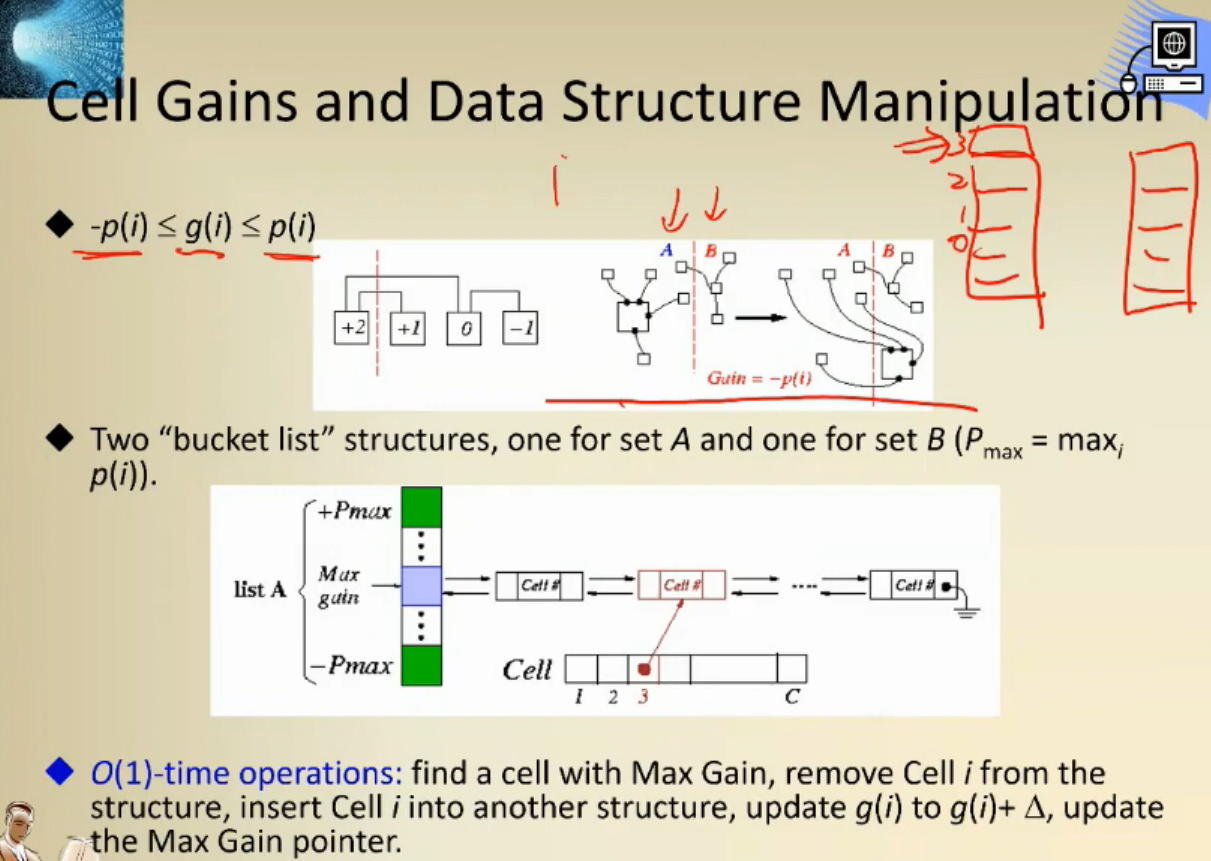 Cell Gains and Data Structure Manipulation
3
2
1
0
i
-p(i) ≤ g(i) ≤ p(i)
+2 +1 0 −1
A B
A B
Gain = −p(i)
Two “bucket list” structures, one for set A and one for set B (Pmax = maxi
p(i)).
+Pmax
list A
Max
gain
−Pmax
Cell # Cell # .... Cell #
Cell
1 2 3 C
O(1)-time operations: find a cell with Max Gain, remove Cell i from the
structure, insert Cell i into another structure, update g(i) to g(i)+ Δ, update
the Max Gain pointer.